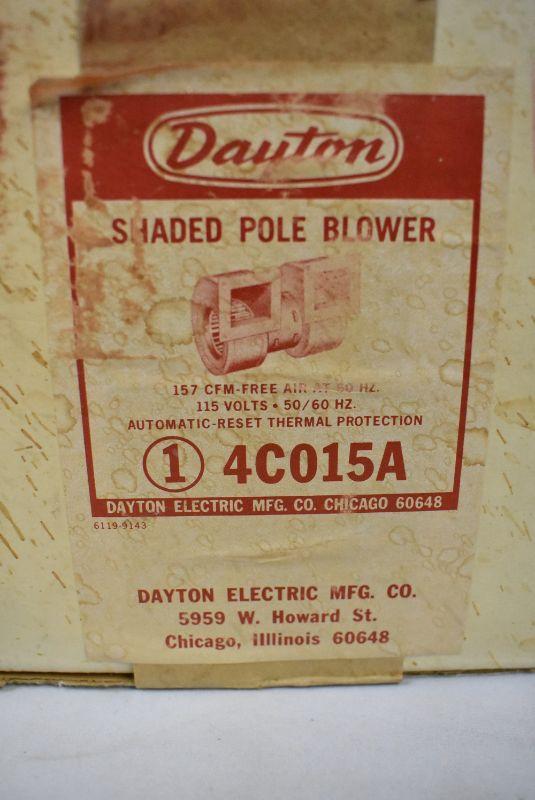 Dayton
SHADED POLE BLOWER
157 CFM-FREE AIR AT 60 HZ.
115 VOLTS • 50/60 HZ.
AUTOMATIC-RESET THERMAL PROTECTION
1 4C015A
DAYTON ELECTRIC MFG. CO. CHICAGO 60648
6119-9143
DAYTON ELECTRIC MFG. CO.
5959 W. Howard St.
Chicago, Illlinois 60648